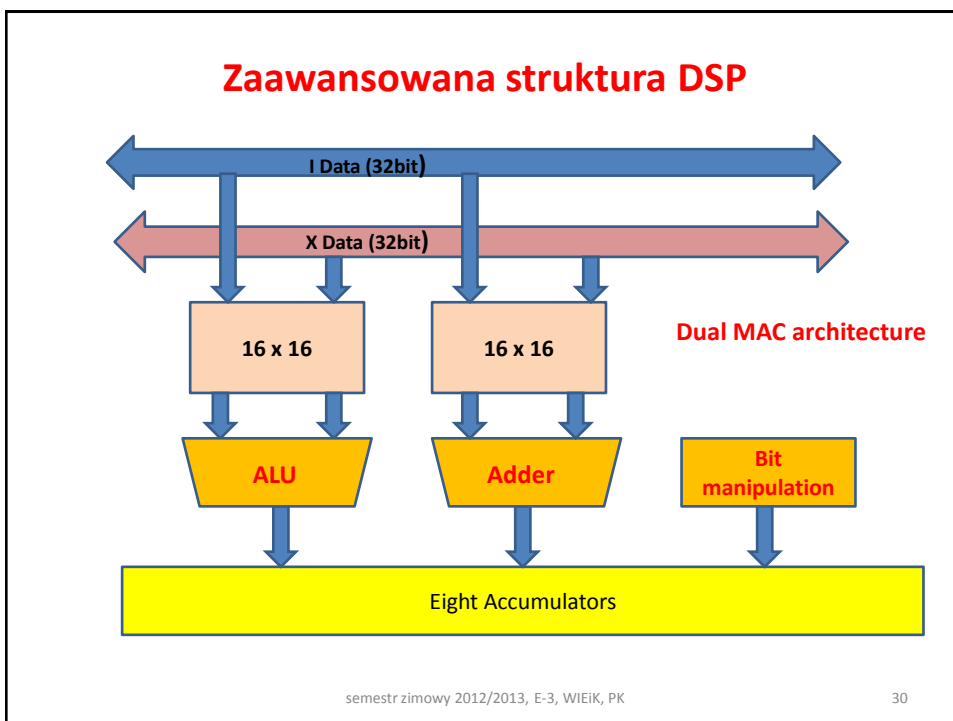 Zaawansowana struktura DSP
I Data (32bit)
X Data (32bit)
16 x 16
16 x 16
Dual MAC architecture
ALU
Adder
Bit
manipulation
Eight Accumulators
semestr zimowy 2012/2013, E-3, WIEiK, PK
30